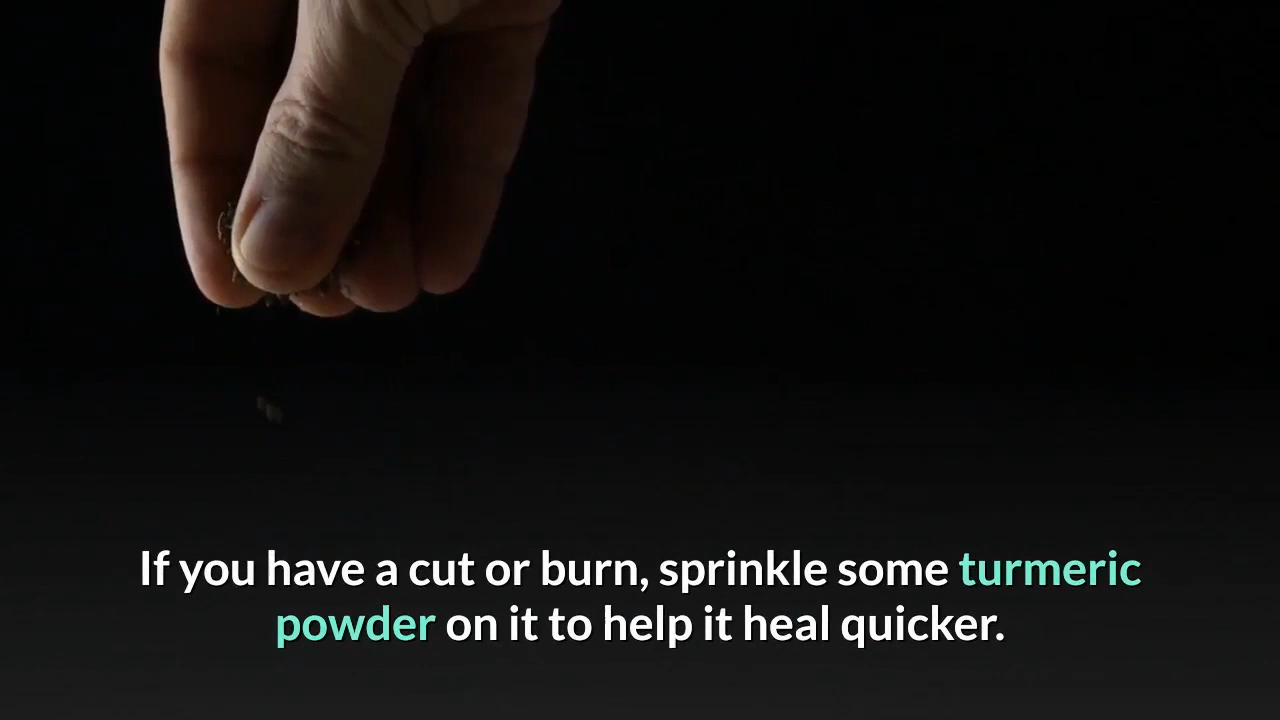 If you have a cut or burn, sprinkle some turmeric
powder on it to help it heal quicker.